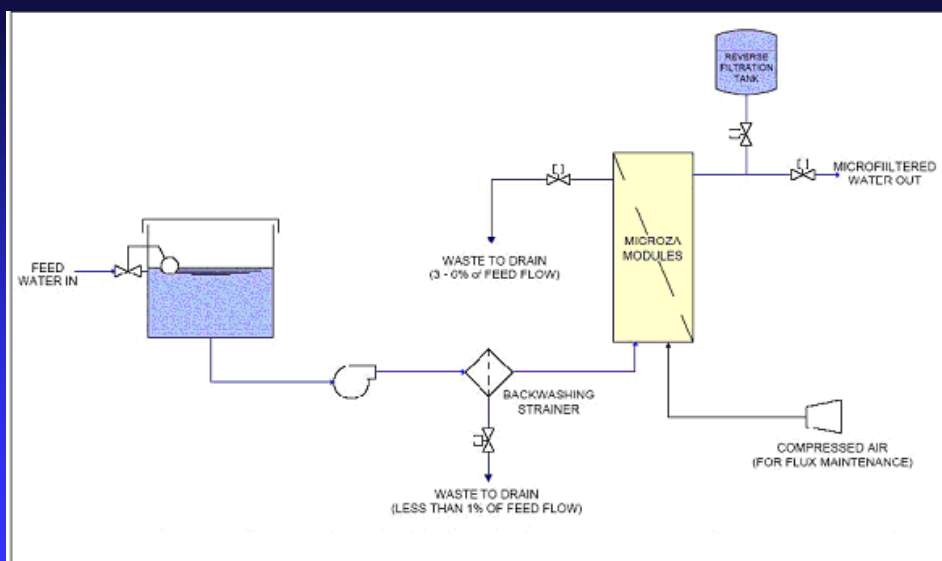 REVERSE
FILTRATION
TANK
MICROFIILTERED
WATER OUT
MICROZA
MODULES
WASTE TO DRAIN
(3 - 0% of FEED FLOW)
FEED
WATER IN
BACKWASHING
STRAINER
COMPRESSED AIR
(FOR FLUX MAINTENANCE)
WASTE TO DRAIN
(LESS THAN 1% OF FEED FLOW)